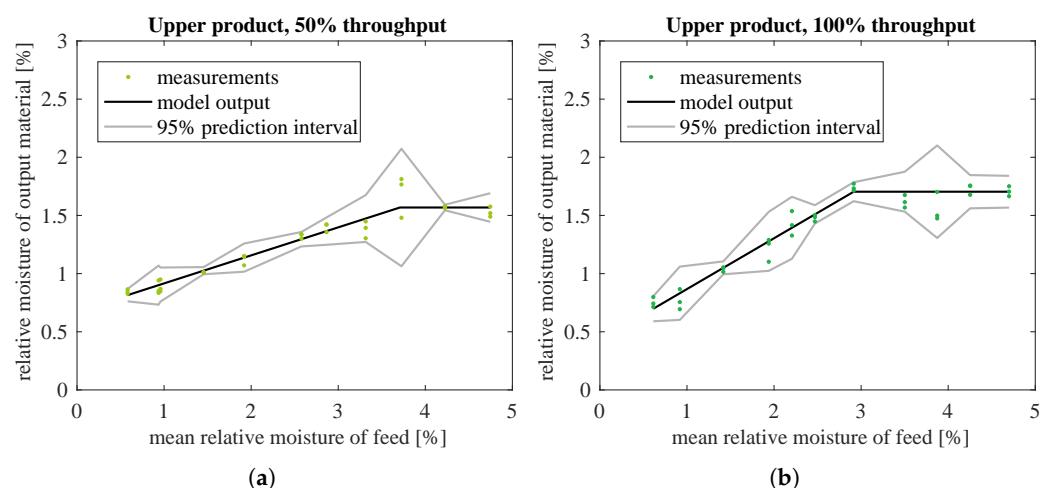 Upper product, 50% throughput
3
2.5
2
1.5
1
0.5
0
0
1
2
3
4
5
relative moisture of output material [%]
mean relative moisture of feed [%]
measurements
model output
95% prediction interval
(a)
Upper product, 100% throughput
3
2.5
2
1.5
1
0.5
0
0
1
2
3
4
5
relative moisture of output material [%]
mean relative moisture of feed [%]
measurements
model output
95% prediction interval
(b)